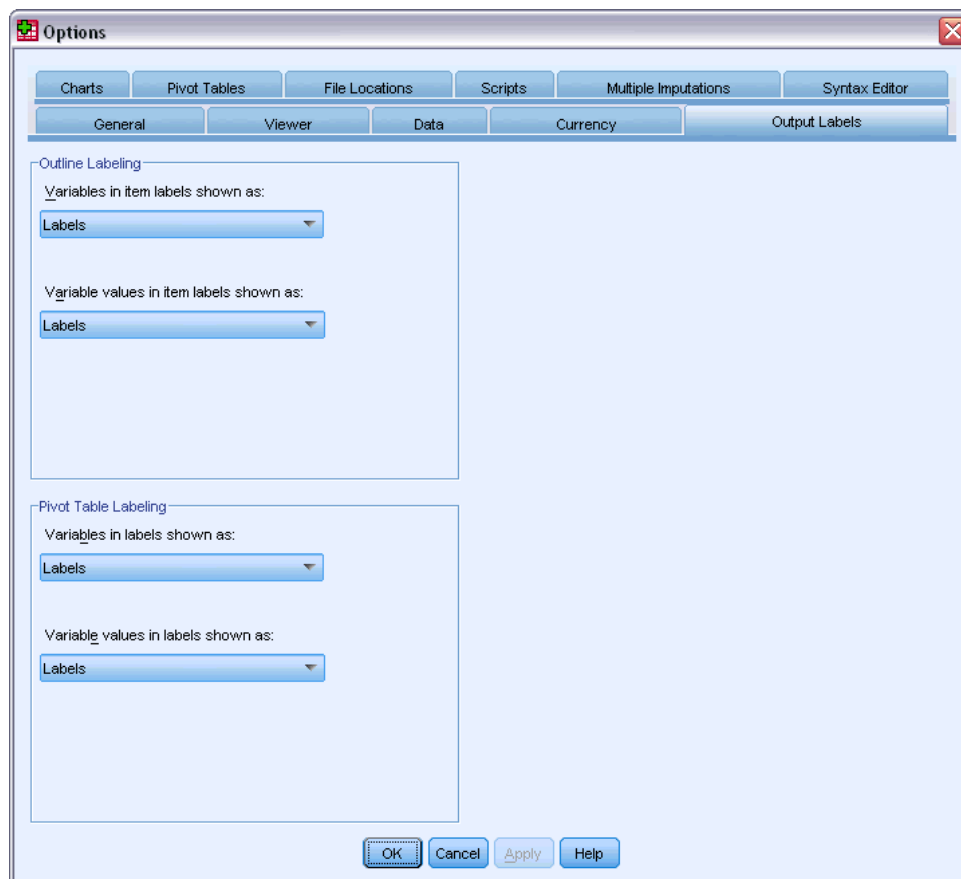 Options
Charts Pivot Tables File Locations Scripts Multiple Imputations Syntax Editor
General Viewer Data Currency Output Labels
Outline Labeling
Variables in item labels shown as:
Labels
Variable values in item labels shown as:
Labels
Pivot Table Labeling
Variables in labels shown as:
Labels
Variable values in labels shown as:
Labels
OK Cancel Apply Help